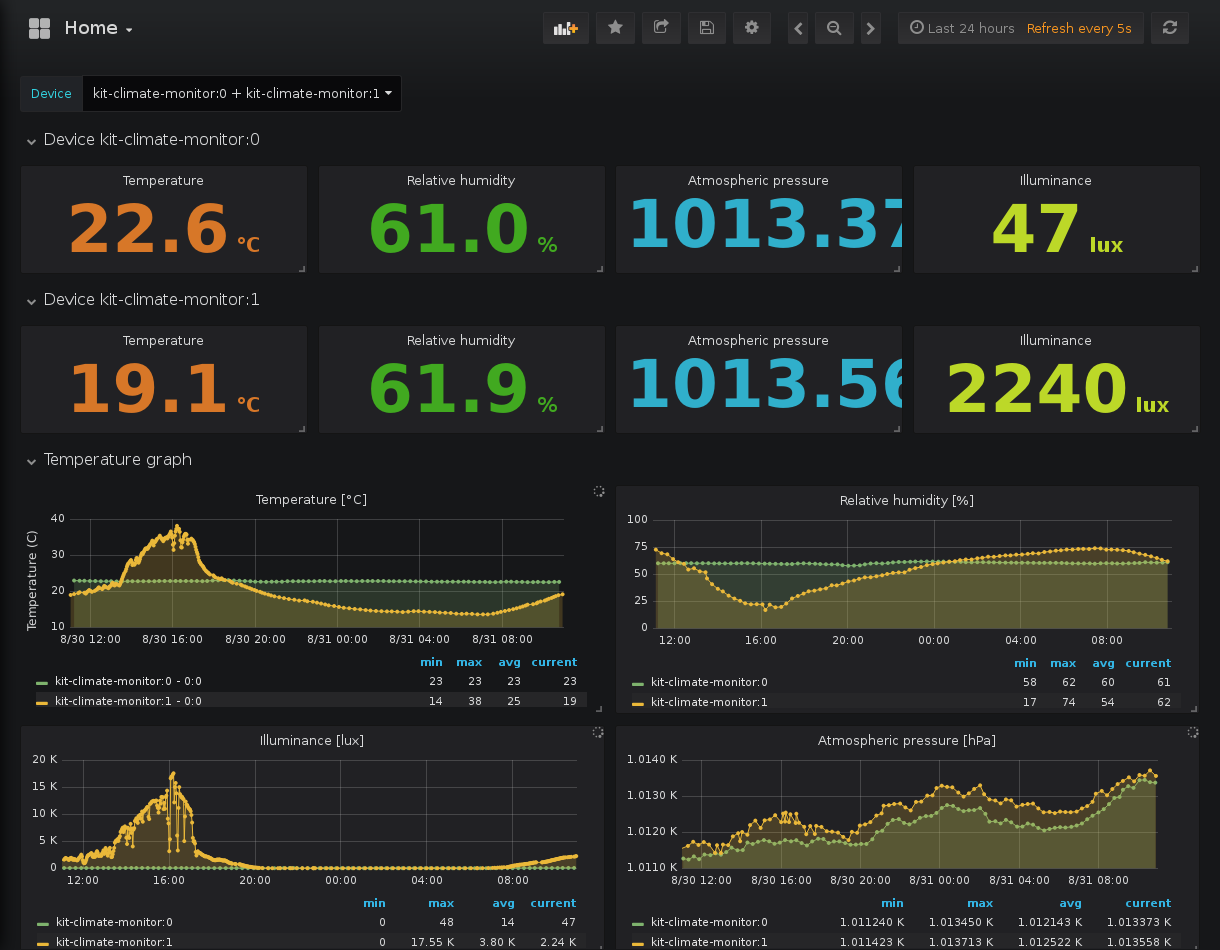 Home
Last 24 hours Refresh every 5s
Device kit-climate-monitor:0 + kit-climate-monitor:1
Device kit-climate-monitor:0
Temperature Relative humidity Atmospheric pressure Illuminance
22.6 °C 61.0 % 1013.37 47 lux
Device kit-climate-monitor:1
Temperature Relative humidity Atmospheric pressure Illuminance
19.1 °C 61.9 % 1013.56 2240 lux
Temperature graph
Temperature [°C]
Temperature (C)
40
30
20
10
8/30 12:00 8/30 16:00 8/30 20:00 8/31 00:00 8/31 04:00 8/31 08:00
min max avg current
kit-climate-monitor:0 - 0:0 23 23 23 23
kit-climate-monitor:1 - 0:0 14 38 25 19
Relative humidity [%]
100
75
50
25
0
12:00 16:00 20:00 00:00 04:00 08:00
min max avg current
kit-climate-monitor:0 58 62 60 61
kit-climate-monitor:1 17 74 54 62
Illuminance [lux]
20 K
15 K
10 K
5 K
0
12:00 16:00 20:00 00:00 04:00 08:00
min max avg current
kit-climate-monitor:0 0 48 14 47
kit-climate-monitor:1 0 17.55 K 3.80 K 2.24 K
Atmospheric pressure [hPa]
1.0140 K
1.0130 K
1.0120 K
1.0110 K
8/30 12:00 8/30 16:00 8/30 20:00 8/31 00:00 8/31 04:00 8/31 08:00
min max avg current
kit-climate-monitor:0 1.011240 K 1.013450 K 1.012143 K 1.013373 K
kit-climate-monitor:1 1.011423 K 1.013713 K 1.012522 K 1.013558 K